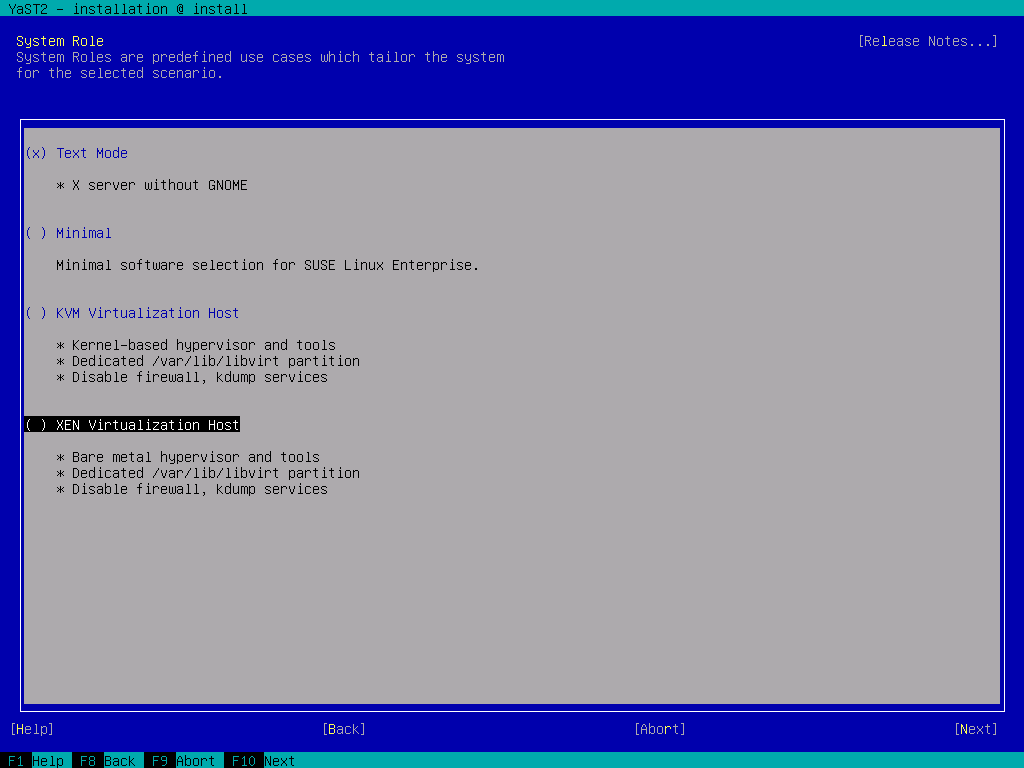 YaST2 - installation @ install
System Role [Release Notes...]
System Roles are predefined use cases which tailor the system
for the selected scenario.
(x) Text Mode
* X server without GNOME
( ) Minimal
Minimal software selection for SUSE Linux Enterprise.
( ) KVM Virtualization Host
* Kernel-based hypervisor and tools
* Dedicated /var/lib/libvirt partition
* Disable firewall, kdump services
( ) XEN Virtualization Host
* Bare metal hypervisor and tools
* Dedicated /var/lib/libvirt partition
* Disable firewall, kdump services
[Help] [Back] [Abort] [Next]
F1 Help F8 Back F9 Abort F10 Next